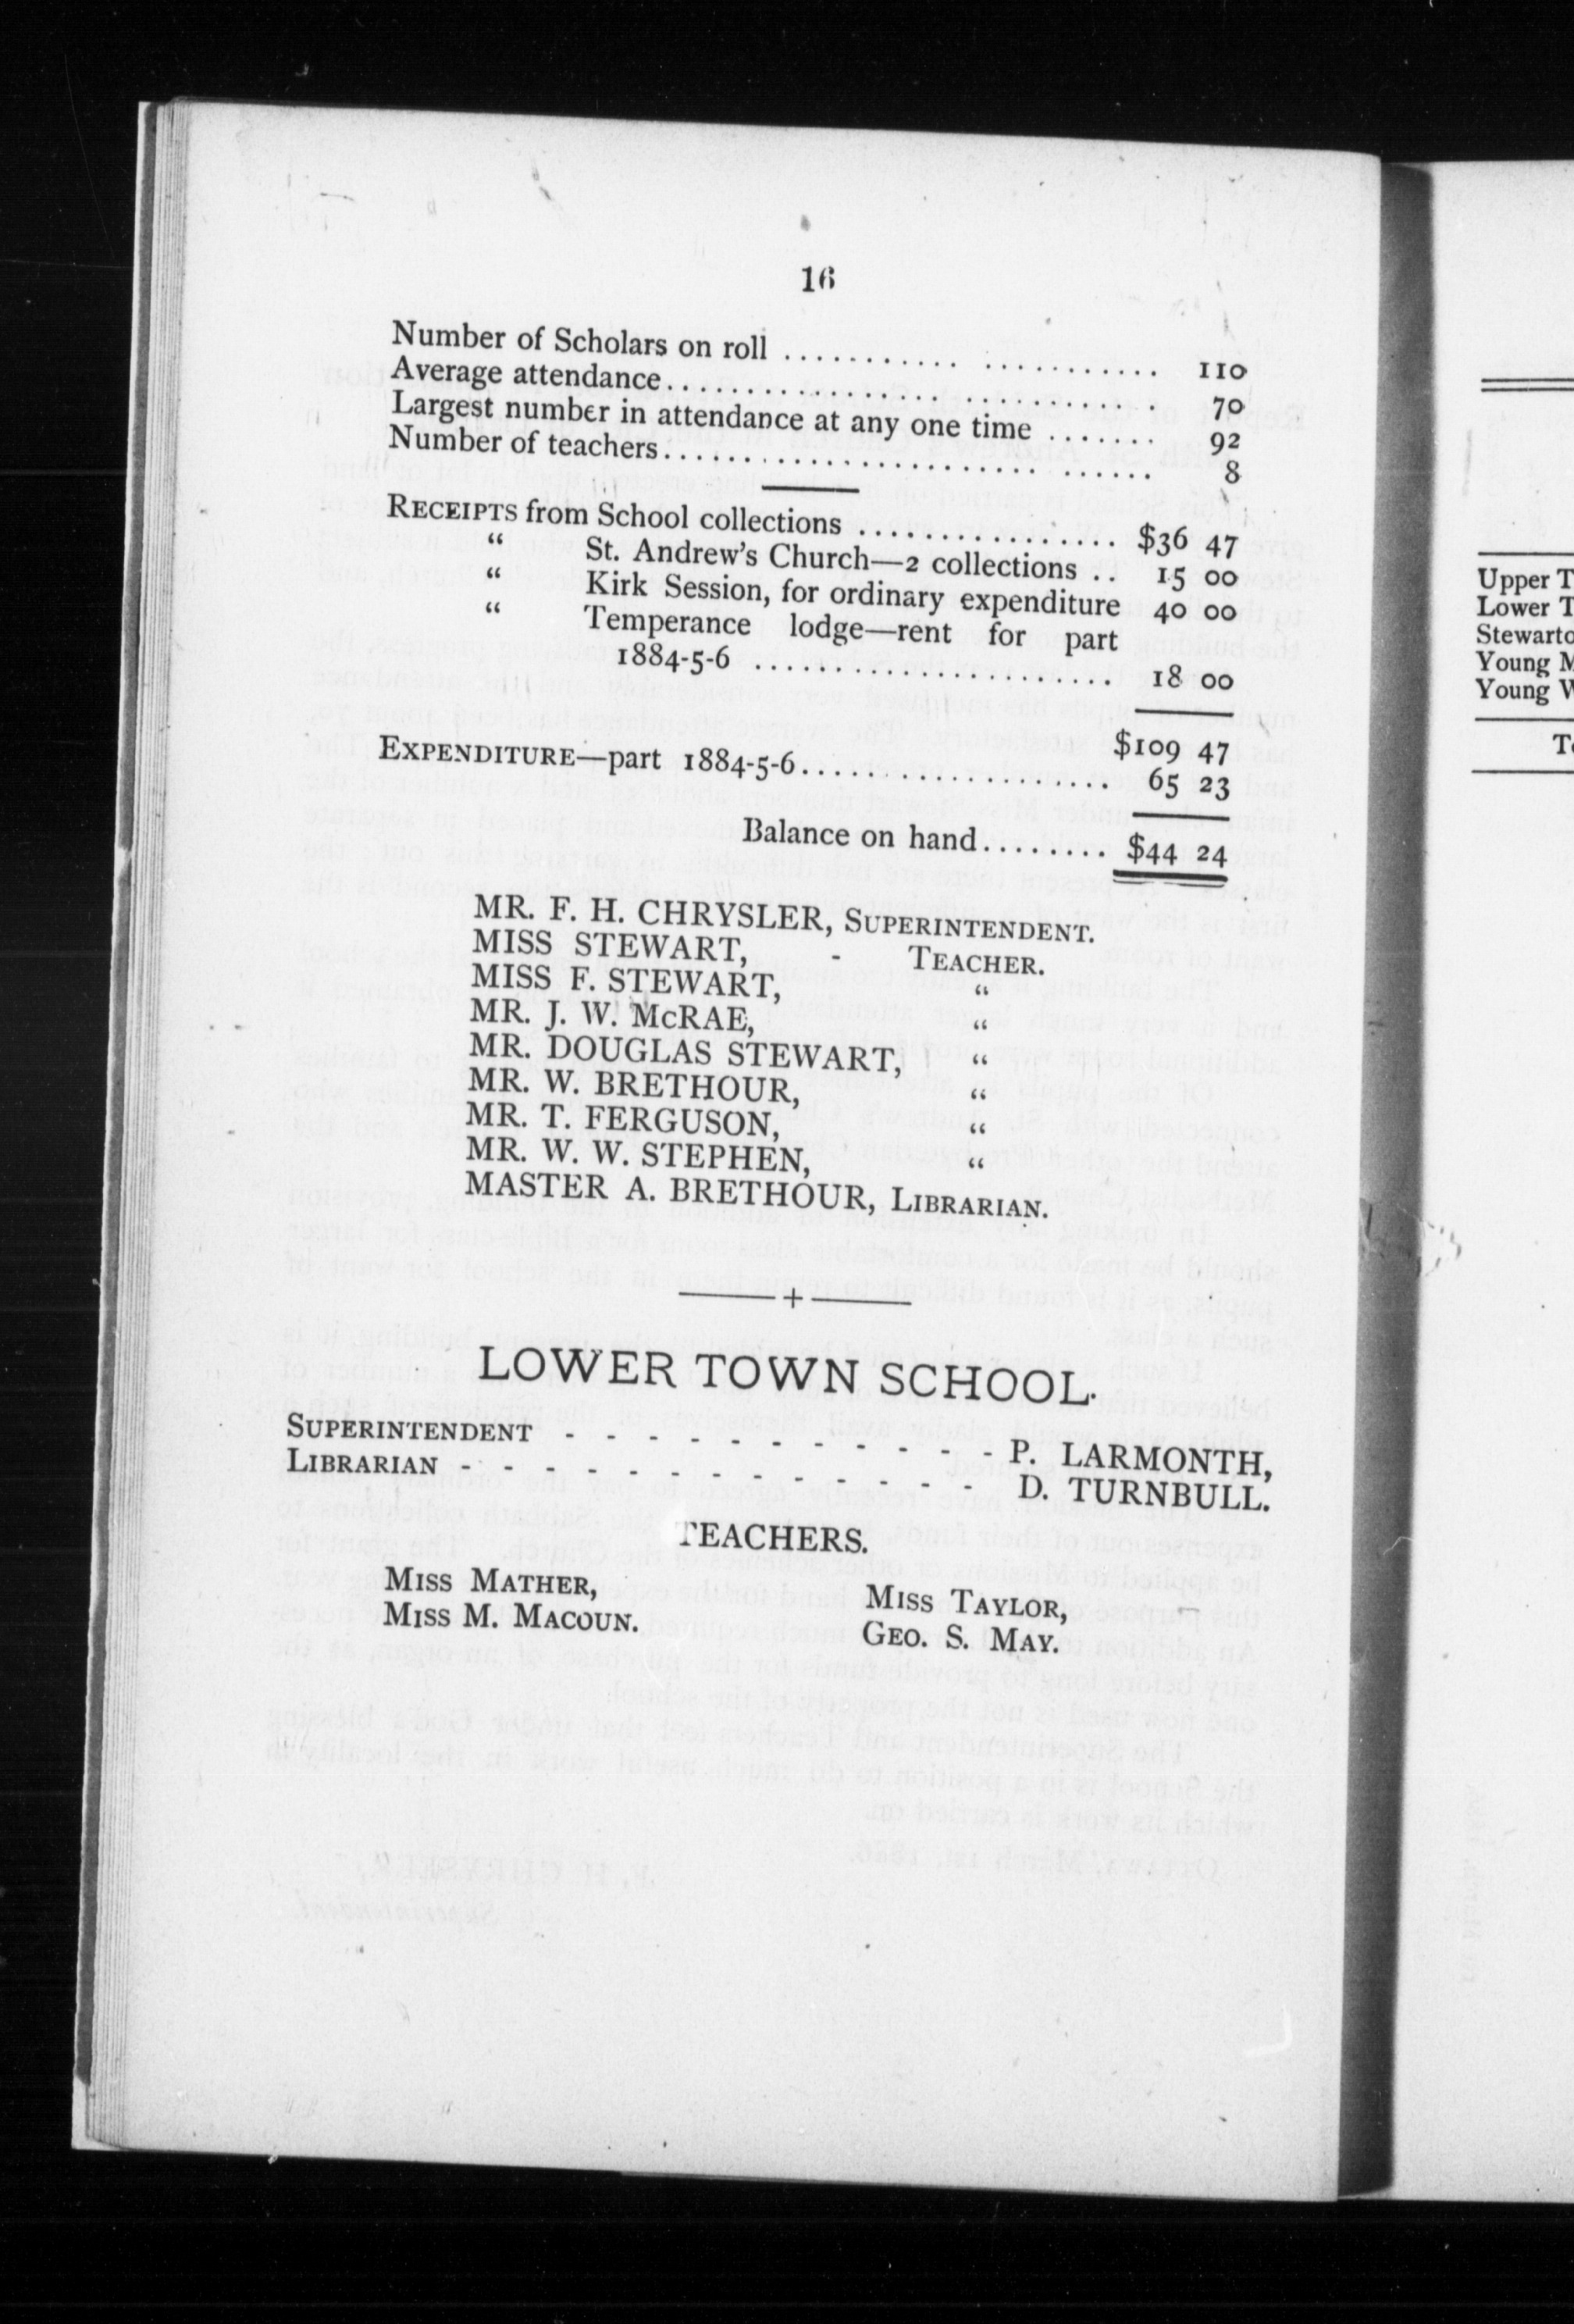 16
Number of Scholars on roll ........... ........... 110
Average attendance.......................... 70
Largest number in attendance at any one time ....... 92
Number of teachers.......................... 8
RECEIPTS from School collections ................ $36 47
“ St. Andrew’s Church—2 collections .. 15 00
“ Kirk Session, for ordinary expenditure 40 00
“ Temperance lodge—rent for part
1884-5-6 ...................... 18 00
$109 47
EXPENDITURE—part 1884-5-6................... 65 23
Balance on hand........ $44 24
MR. F. H. CHRYSLER, SUPERINTENDENT.
MISS STEWART, - TEACHER.
MISS F. STEWART, “
MR. J. W. McRAE, “
MR. DOUGLAS STEWART, “
MR. W. BRETHOUR, “
MR. T. FERGUSON, “
MR. W. W. STEPHEN, “
MASTER A. BRETHOUR, LIBRARIAN.
LOWER TOWN SCHOOL.
SUPERINTENDENT - - - - - - - - - - - P. LARMONTH,
LIBRARIAN - - - - - - - - - - - - - D. TURNBULL.
TEACHERS.
MISS MATHER, MISS TAYLOR,
MISS M. MACOUN. GEO. S. MAY.
Upper T
Lower T
Stewarto
Young M
Young W